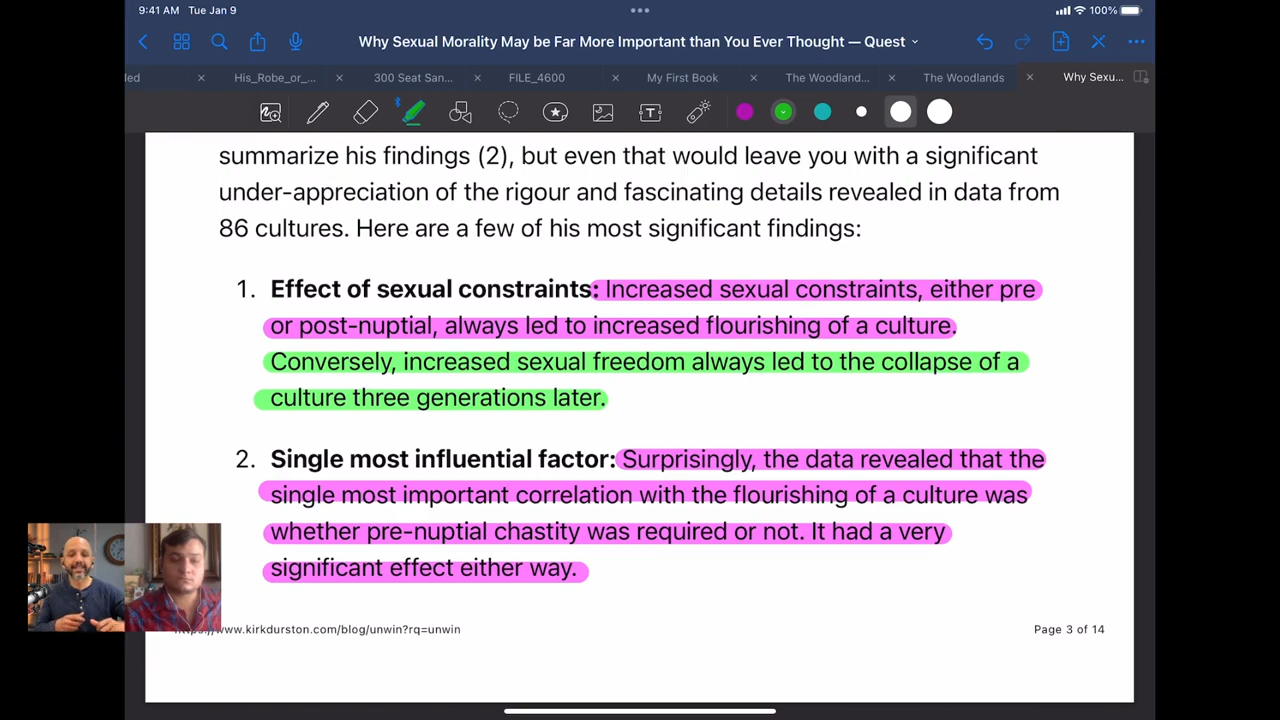 9:41 AM Tue Jan 9
100%
Why Sexual Morality May be Far More Important than You Ever Thought — Quest
led
His_Robe_or_...
300 Seat San...
FILE_4600
My First Book
The Woodland...
The Woodlands
Why Sexu...
summarize his findings (2), but even that would leave you with a significant
under-appreciation of the rigour and fascinating details revealed in data from
86 cultures. Here are a few of his most significant findings:
1. Effect of sexual constraints: Increased sexual constraints, either pre
or post-nuptial, always led to increased flourishing of a culture.
Conversely, increased sexual freedom always led to the collapse of a
culture three generations later.
2. Single most influential factor: Surprisingly, the data revealed that the
single most important correlation with the flourishing of a culture was
whether pre-nuptial chastity was required or not. It had a very
significant effect either way.
https://www.kirkdurston.com/blog/unwin?rq=unwin
Page 3 of 14